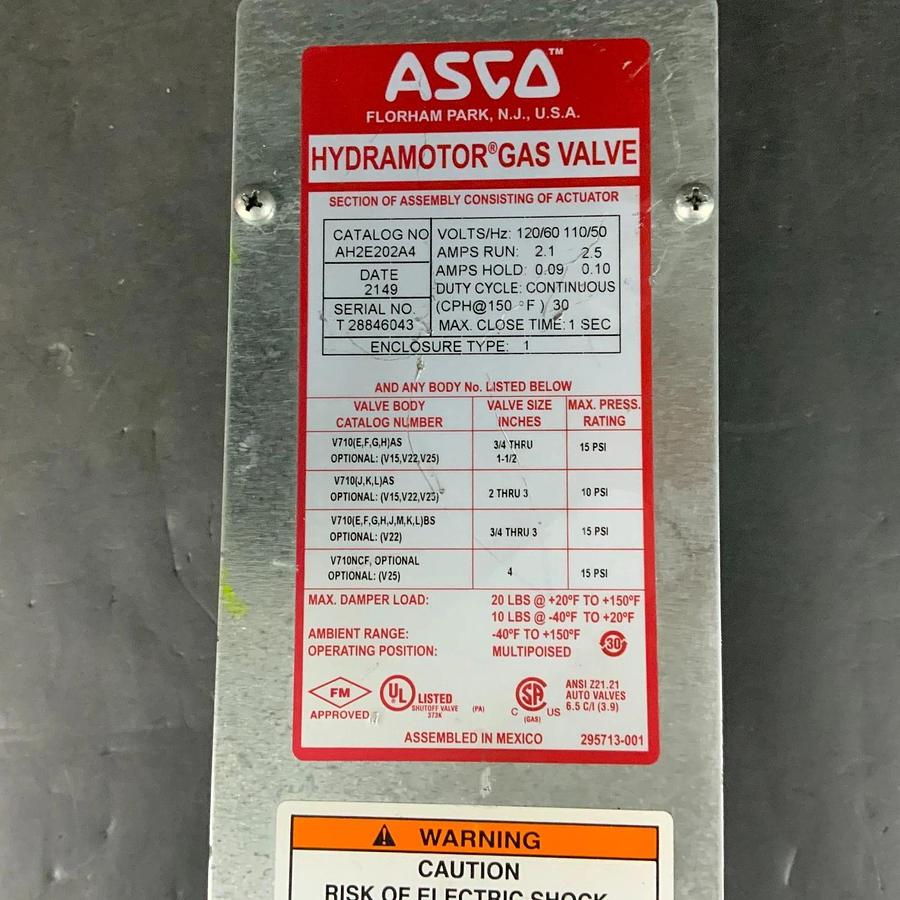 ASCO™
FLORHAM PARK, N.J., U.S.A.
HYDRAMOTOR® GAS VALVE
SECTION OF ASSEMBLY CONSISTING OF ACTUATOR
CATALOG NO
AH2E202A4
DATE
2149
SERIAL NO.
T 28846043
VOLTS/Hz: 120/60 110/50
AMPS RUN: 2.1 2.5
AMPS HOLD: 0.09 0.10
DUTY CYCLE: CONTINUOUS
(CPH@150 °F ) 30
MAX. CLOSE TIME: 1 SEC
ENCLOSURE TYPE: 1
AND ANY BODY No. LISTED BELOW
VALVE BODY CATALOG NUMBER VALVE SIZE INCHES MAX. PRESS. RATING
V710(E,F,G,H)AS
OPTIONAL: (V15,V22,V25)
3/4 THRU
1-1/2
15 PSI
V710(J,K,L)AS
OPTIONAL: (V15,V22,V25)
2 THRU 3
10 PSI
V710(E,F,G,H,J,M,K,L)BS
OPTIONAL: (V22)
3/4 THRU 3
15 PSI
V710NCF, OPTIONAL
OPTIONAL: (V25)
4
15 PSI
MAX. DAMPER LOAD: 20 LBS @ +20ºF TO +150ºF
10 LBS @ -40ºF TO +20ºF
AMBIENT RANGE: -40ºF TO +150ºF
OPERATING POSITION: MULTIPOISED
30
FM
APPROVED
UL
LISTED
SHUTOFF VALVE
373K
(PA)
SA
C US
(GAS)
ANSI Z21.21
AUTO VALVES
6.5 C/I (3.9)
ASSEMBLED IN MEXICO 295713-001
WARNING
CAUTION
RISK OF ELECTRIC SHOCK